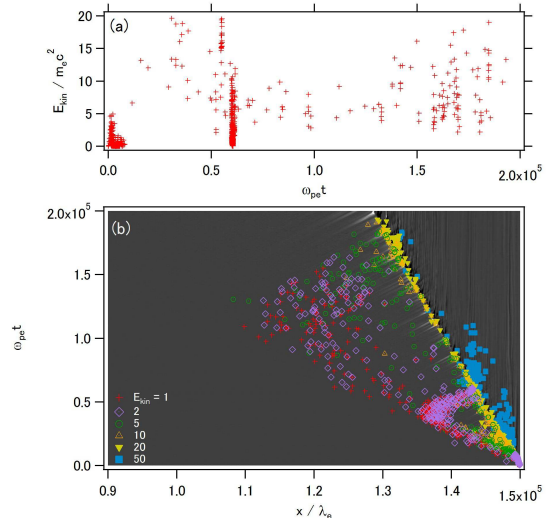 (a)
20
15
10
5
0
E_kin / m_e c^2
0.0 0.5 1.0 1.5 2.0x10^5
ω_pe t
(b)
2.0x10^5
1.5
1.0
0.5
0.0
ω_pe t
E_kin = 1
2
5
10
20
50
0.9 1.0 1.1 1.2 1.3 1.4 1.5x10^5
x / λ_e